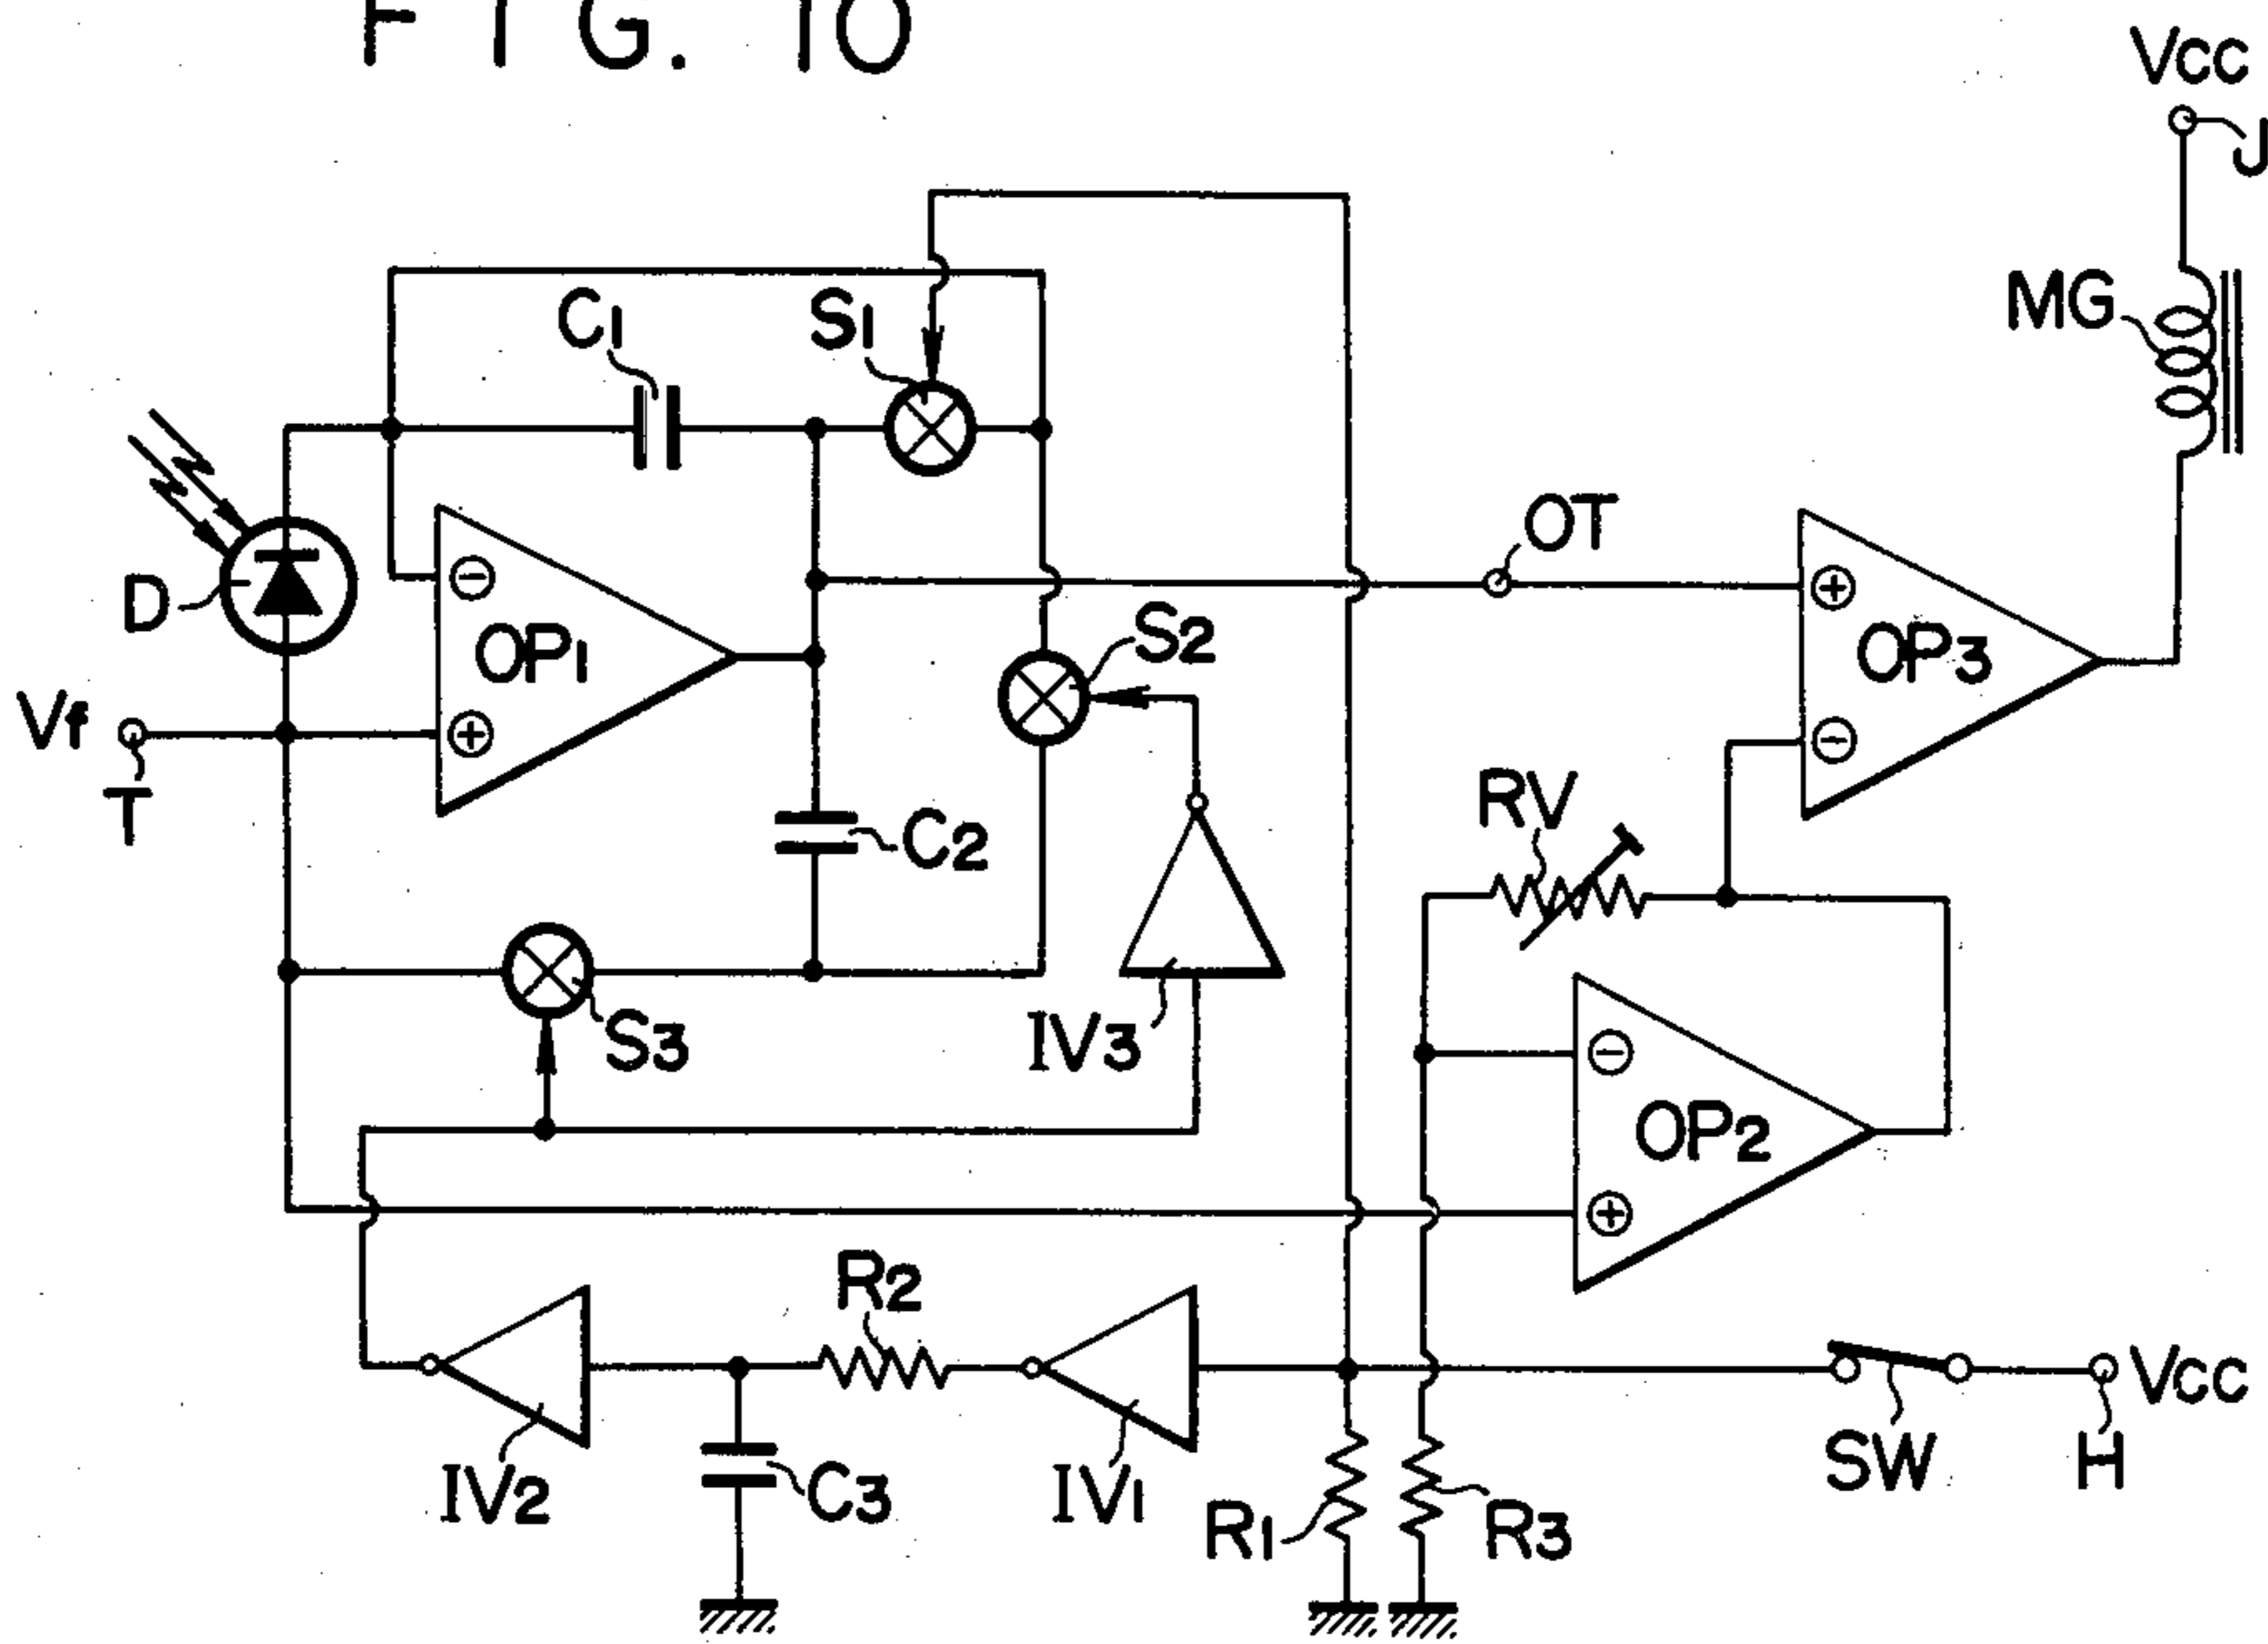 FIG. 10
Vcc
J
MG
C1
S1
OT
D
OP1
⊖
⊕
S2
OP3
⊕
⊖
Vf
T
C2
RV
S3
IV3
OP2
⊖
⊕
R2
IV2
C3
IV1
R1
R3
SW
H
Vcc